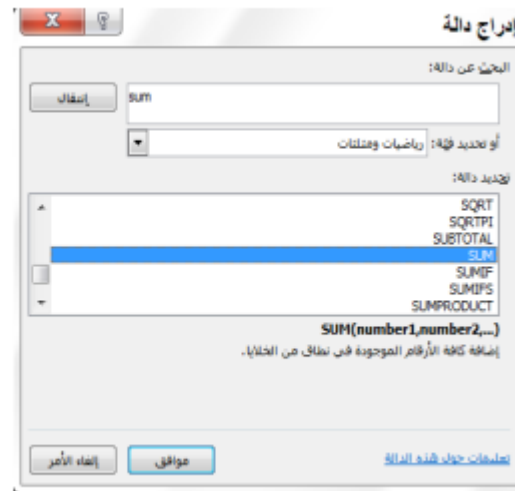 إدراج دالة
البحث عن دالة:
sum
إنتقال
أو تحديد فئة: رياضيات ومثلثات
تحديد دالة:
SQRT
SQRTPI
SUBTOTAL
SUM
SUMIF
SUMIFS
SUMPRODUCT
SUM(number1,number2,...)
إضافة كافة الأرقام الموجودة في نطاق من الخلايا.
تعليمات حول هذه الدالة
موافق
إلغاء الأمر